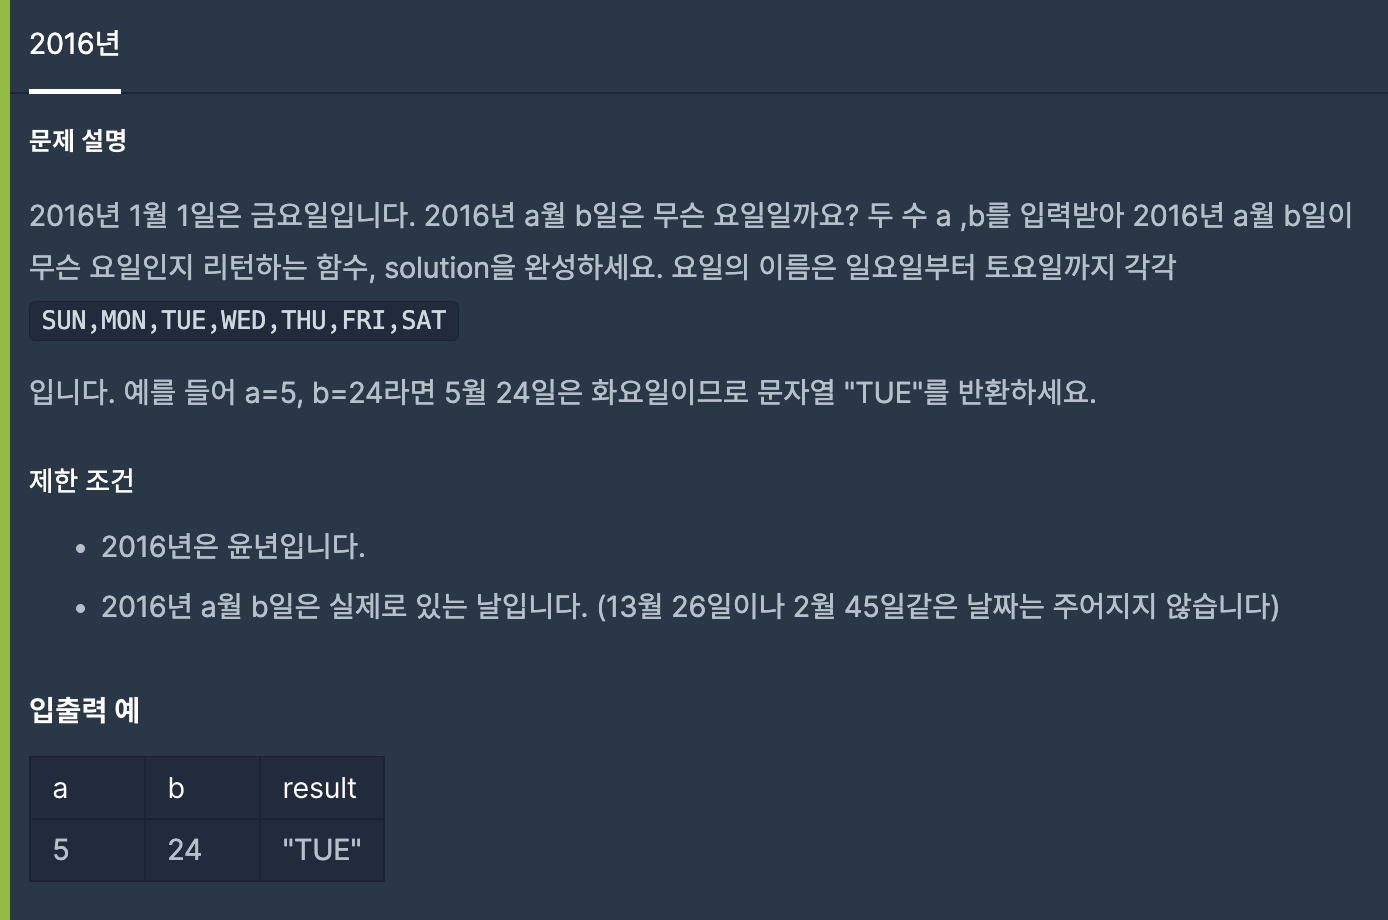 2016년
문제 설명
2016년 1월 1일은 금요일입니다. 2016년 a월 b일은 무슨 요일일까요? 두 수 a ,b를 입력받아 2016년 a월 b일이
무슨 요일인지 리턴하는 함수, solution을 완성하세요. 요일의 이름은 일요일부터 토요일까지 각각
SUN,MON,TUE,WED,THU,FRI,SAT
입니다. 예를 들어 a=5, b=24라면 5월 24일은 화요일이므로 문자열 "TUE"를 반환하세요.
제한 조건
• 2016년은 윤년입니다.
• 2016년 a월 b일은 실제로 있는 날입니다. (13월 26일이나 2월 45일같은 날짜는 주어지지 않습니다)
입출력 예
a b result
5 24 "TUE"